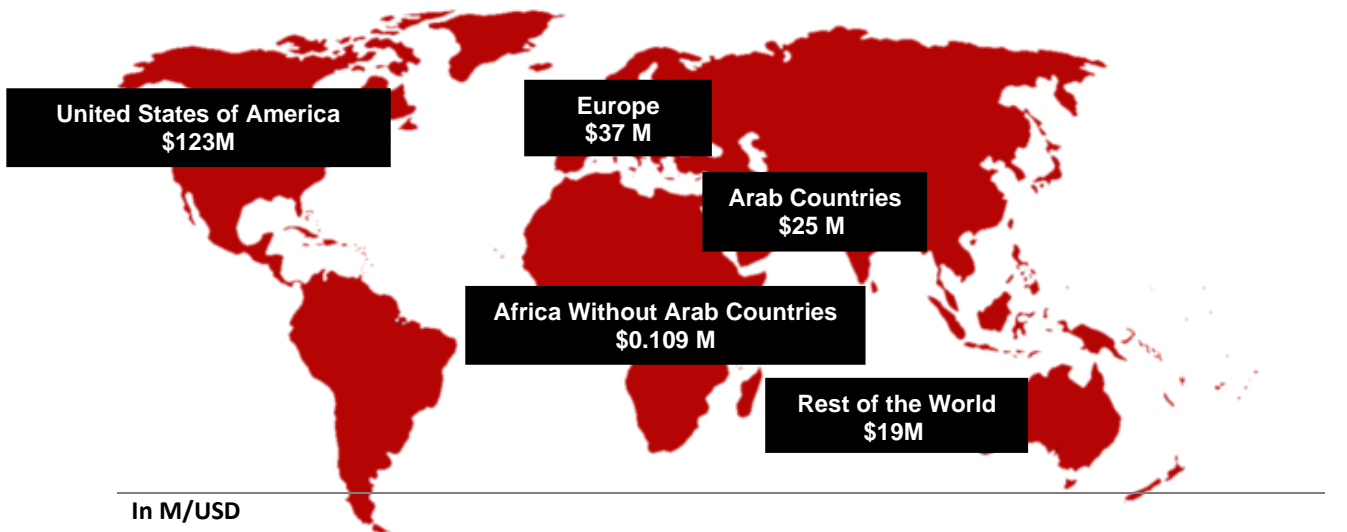 United States of America
$123M
Europe
$37 M
Arab Countries
$25 M
Africa Without Arab Countries
$0.109 M
Rest of the World
$19M
In M/USD